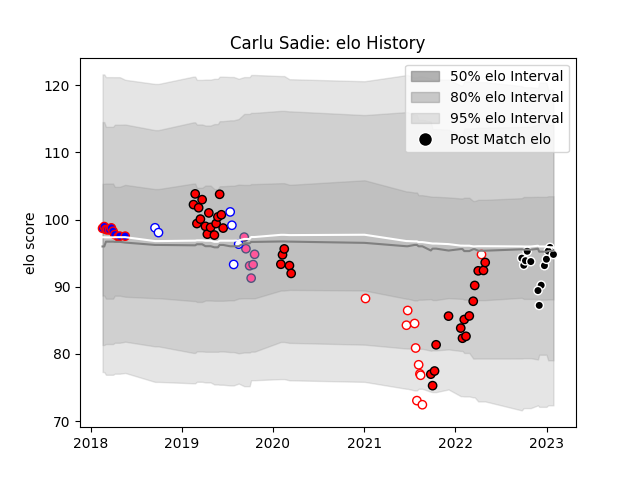 Carlu Sadie: elo History
50% elo Interval
80% elo Interval
95% elo Interval
Post Match elo
elo score
120
110
100
90
80
70
2018 2019 2020 2021 2022 2023